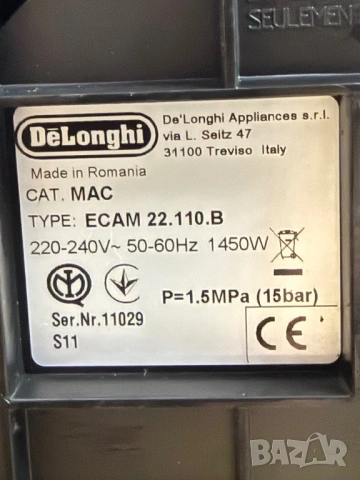 SEULEMEN
DeLonghi
De'Longhi Appliances s.r.l.
via L. Seitz 47
31100 Treviso Italy
Made in Romania
CAT. MAC
TYPE: ECAM 22.110.B
220-240V~ 50-60Hz 1450W
P=1.5MPa (15bar)
Ser.Nr.11029
S11
CE
BAZAR